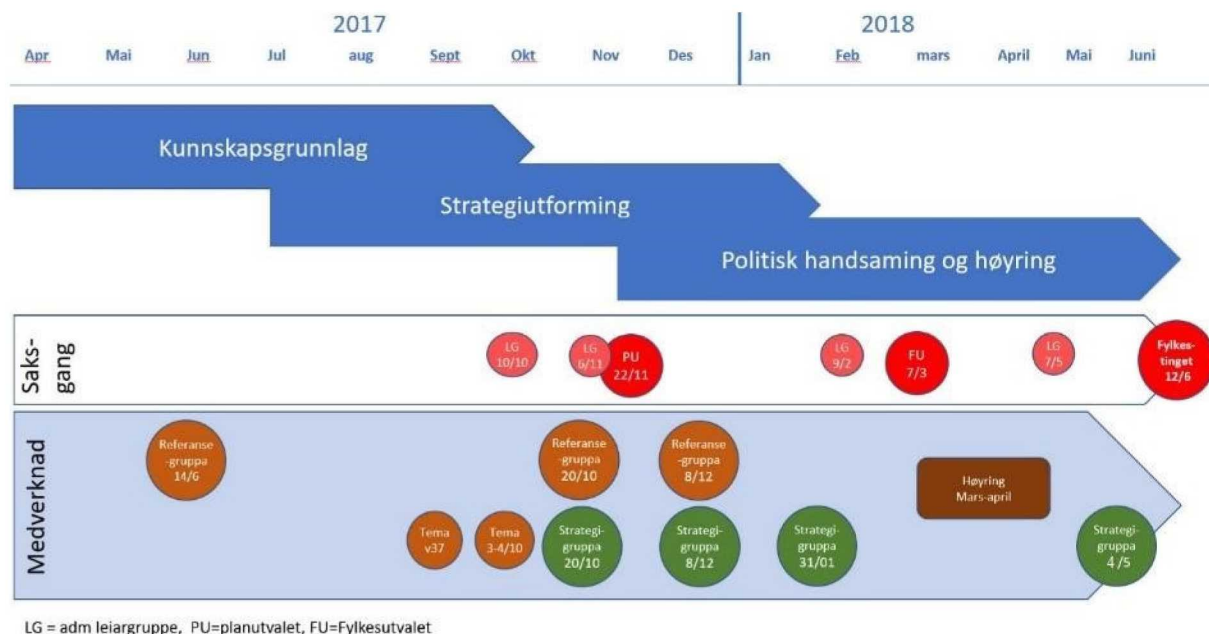 2017
2018
Apr Mai Jun Jul aug Sept Okt Nov Des Jan Feb mars April Mai Juni
Kunnskapsgrunnlag
Strategiutforming
Politisk handsaming og høyring
Saks-
gang
LG
10/10
LG
6/11
PU
22/11
LG
9/2
FU
7/3
LG
7/5
Fylkes-
tinget
12/6
Medverknad
Referanse
-gruppa
14/6
Referanse
-gruppa
20/10
Referanse
-gruppa
8/12
Høyring
Mars-april
Tema
v37
Tema
3-4/10
Strategi-
gruppa
20/10
Strategi-
gruppa
8/12
Strategi-
gruppa
31/01
Strategi-
gruppa
4/5
LG = adm leiargruppe, PU=planutvalet, FU=Fylkesutvalet